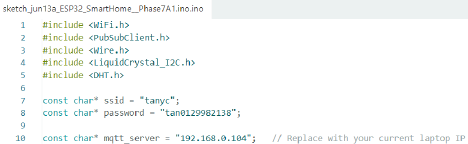 sketch_jun13a_ESP32_SmartHome_Phase7A1.ino.ino
1 #include <WiFi.h>
2 #include <PubSubClient.h>
3 #include <Wire.h>
4 #include <LiquidCrystal_I2C.h>
5 #include <DHT.h>
6
7 const char* ssid = "tanyc";
8 const char* password = "tan0129982138";
9
10 const char* mqtt_server = "192.168.0.104"; // Replace with your current laptop IP